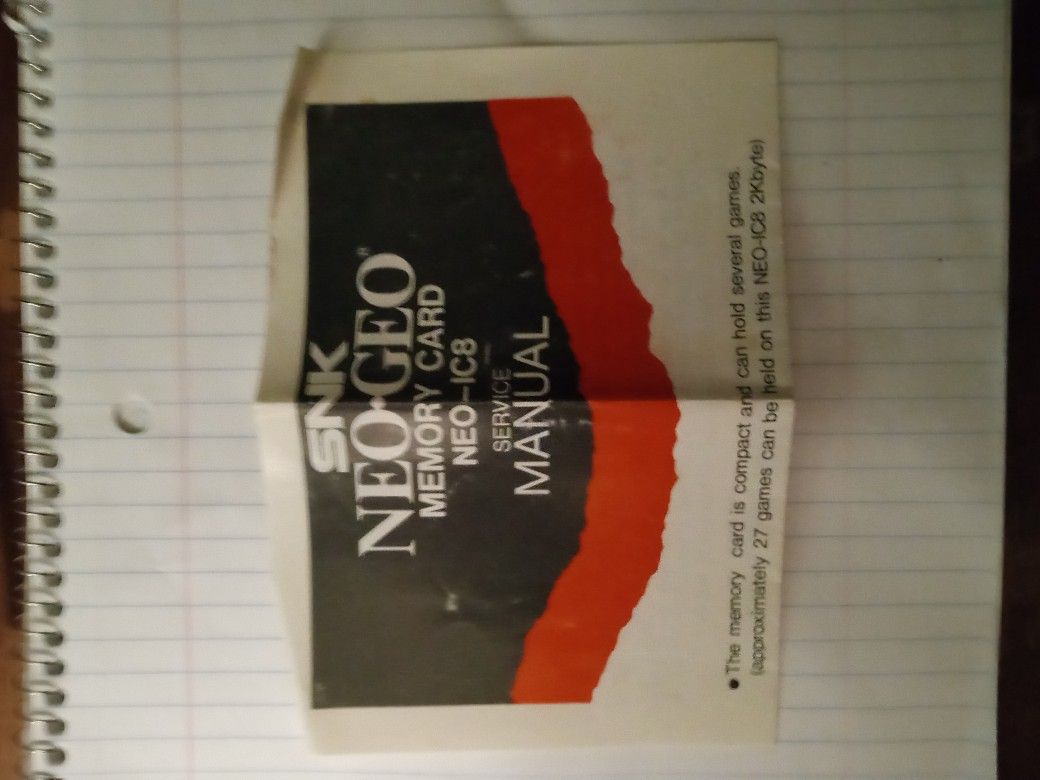 SNK
NEO•GEO
MEMORY CARD
NEO-IC8
SERVICE
MANUAL
● The memory card is compact and can hold several games.
(approximately 27 games can be held on this NEO-IC8 2Kbyte)